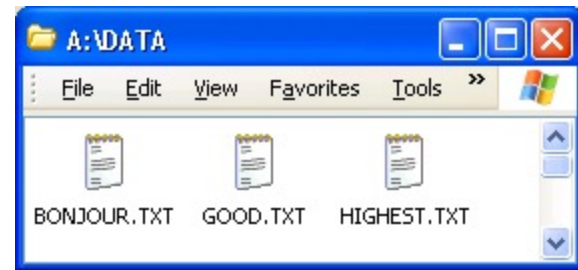 A:\DATA
File Edit View Favorites Tools »
BONJOUR.TXT GOOD.TXT HIGHEST.TXT